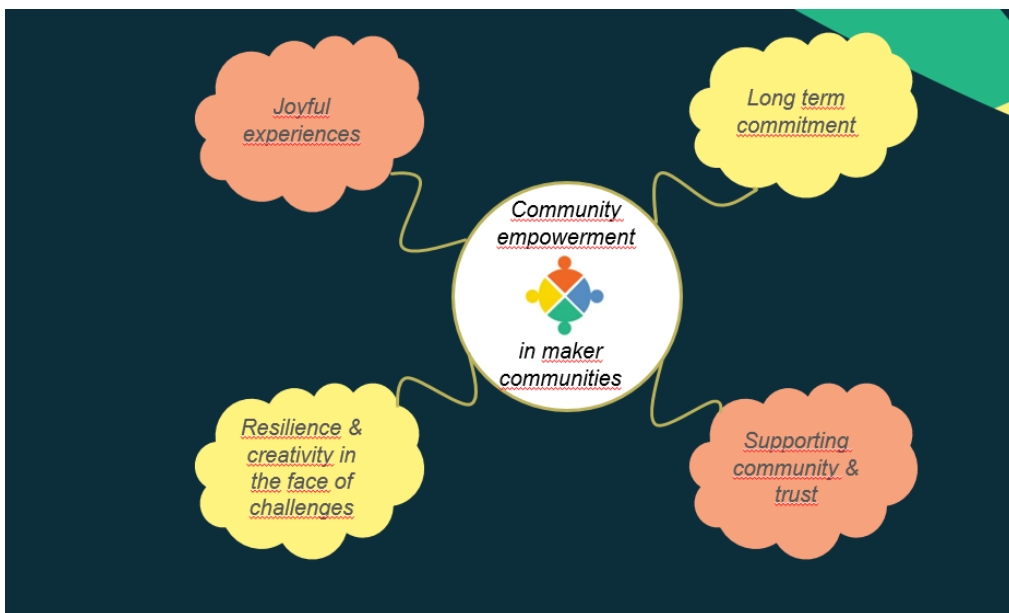 Joyful
experiences
Long term
commitment
Community
empowerment
in maker
communities
Resilience &
creativity in
the face of
challenges
Supporting
community &
trust